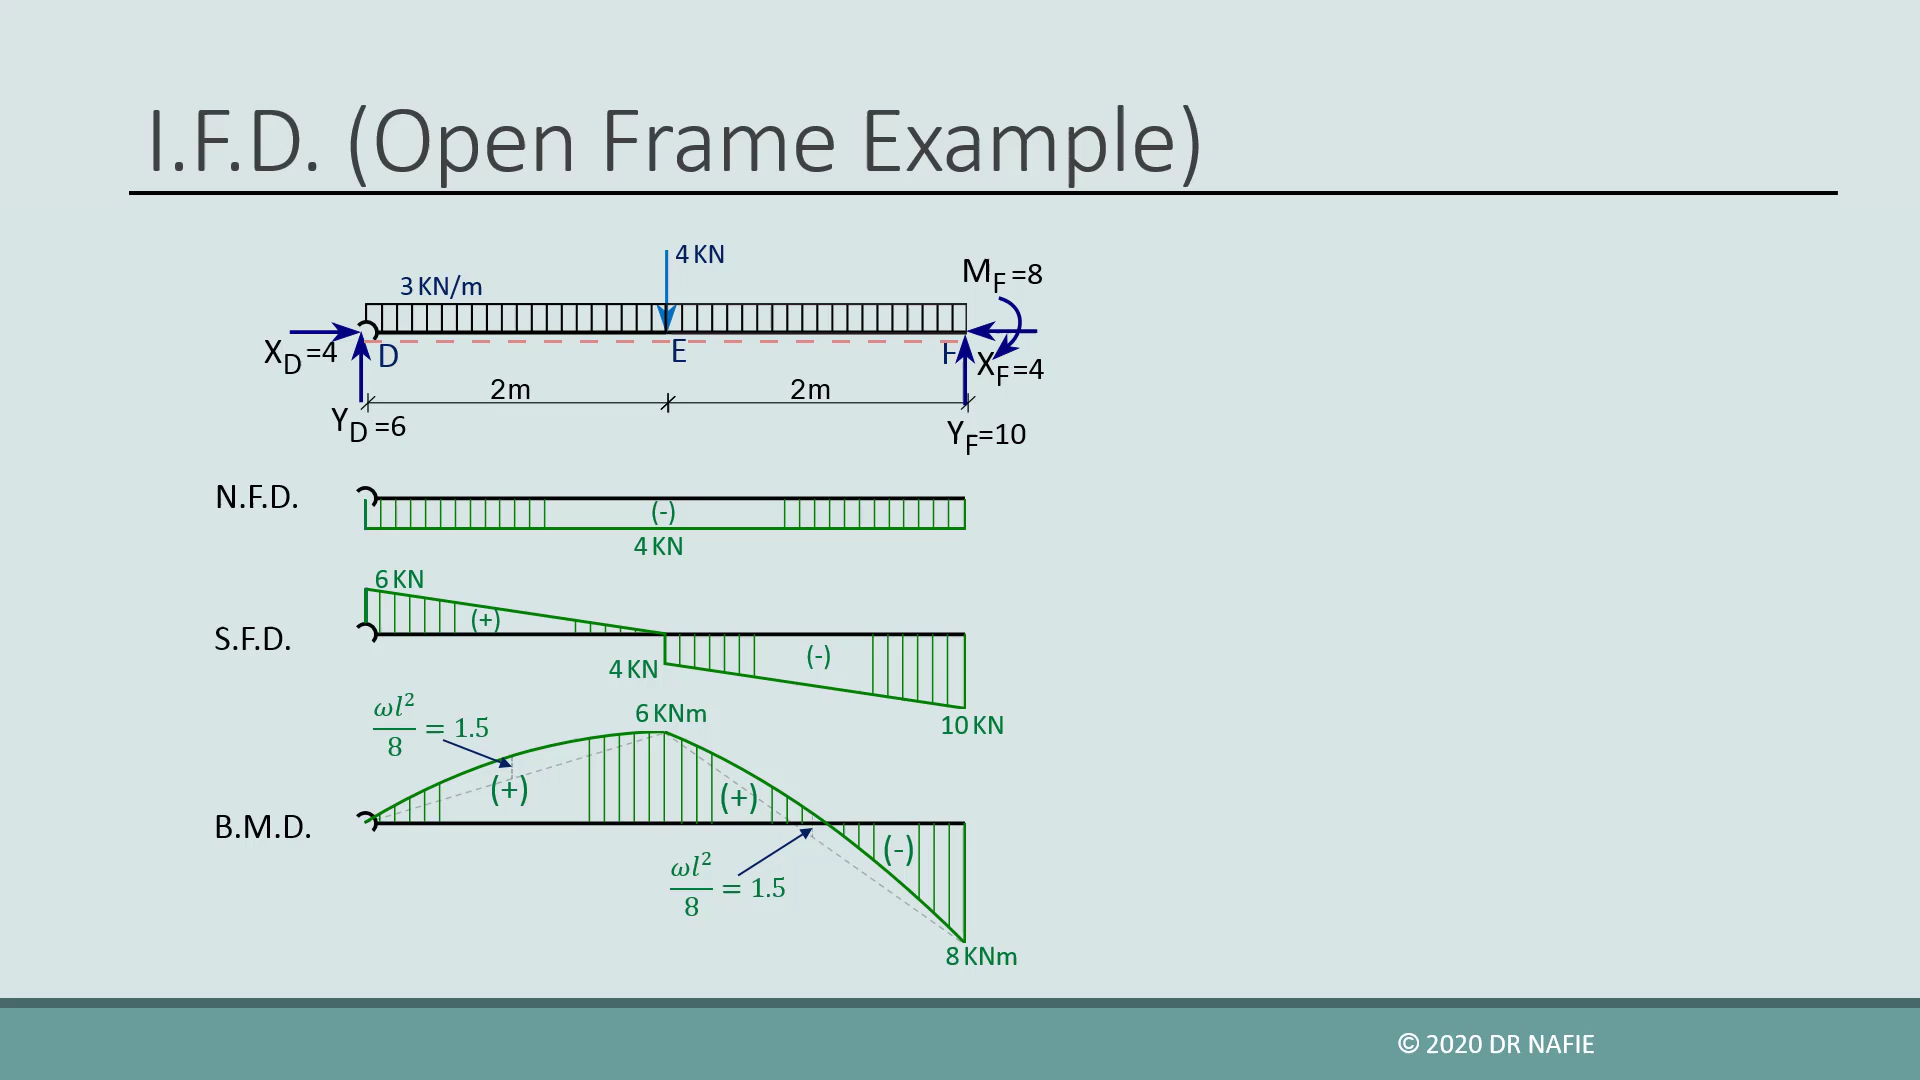 I.F.D. (Open Frame Example)
4 KN
3 KN/m
M_F =8
X_D =4
D
E
F
X_F =4
2m
2m
Y_D =6
Y_F =10
N.F.D.
(-)
4 KN
6 KN
(+)
S.F.D.
4 KN
(-)
10 KN
ωl²/8 = 1.5
6 KNm
(+)
(+)
B.M.D.
(-)
ωl²/8 = 1.5
8 KNm
© 2020 DR NAFIE